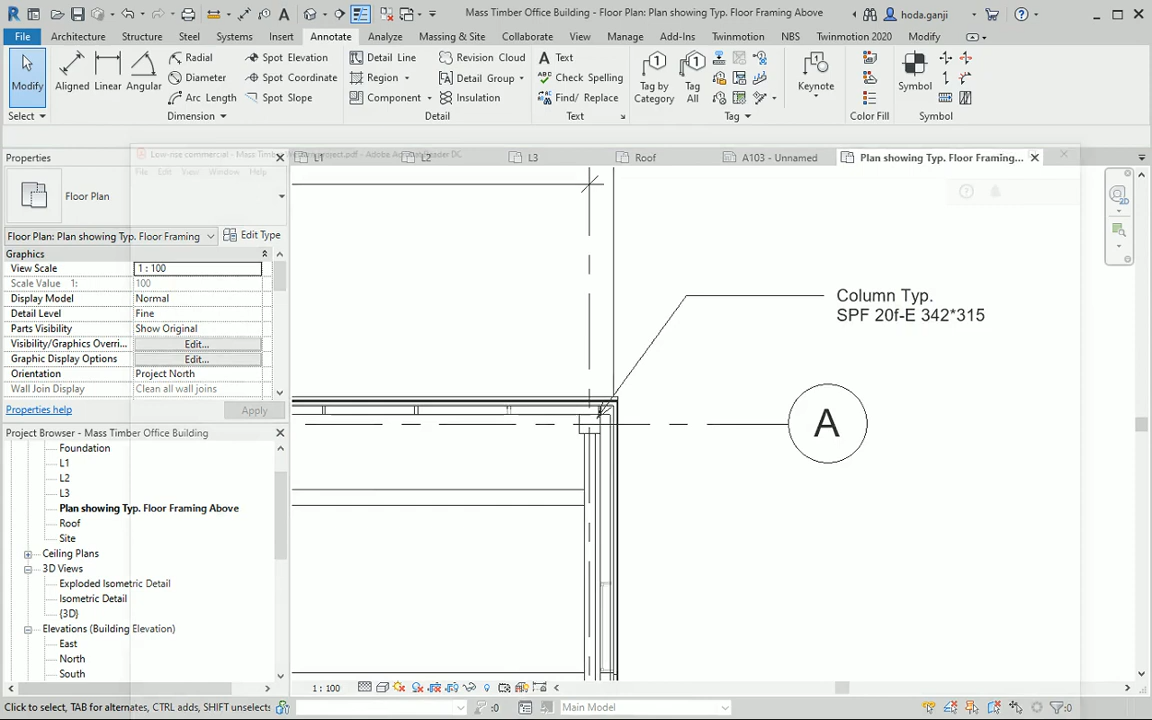 Mass Timber Office Building - Floor Plan: Plan showing Typ. Floor Framing Above
hoda.ganji
File
Architecture
Structure
Steel
Systems
Insert
Annotate
Analyze
Massing & Site
Collaborate
View
Manage
Add-Ins
Twinmotion
NBS
Twinmotion 2020
Modify
Modify
Aligned
Linear
Angular
Radial
Diameter
Arc Length
Spot Elevation
Spot Coordinate
Spot Slope
Detail Line
Region
Component
Revision Cloud
Detail Group
Insulation
Text
Check Spelling
Find/ Replace
Tag by
Category
Tag
All
Keynote
Symbol
Select
Dimension
Detail
Text
Tag
Color Fill
Symbol
Properties
L1
L2
L3
Roof
A103 - Unnamed
Plan showing Typ. Floor Framing...
File
Edit
View
Window
Help
Floor Plan
Floor Plan: Plan showing Typ. Floor Framing
Edit Type
Graphics
View Scale
1 : 100
Scale Value 1:
100
Display Model
Normal
Detail Level
Fine
Parts Visibility
Show Original
Visibility/Graphics Overri...
Edit...
Graphic Display Options
Edit...
Orientation
Project North
Wall Join Display
Clean all wall joins
Properties help
Apply
Project Browser - Mass Timber Office Building
Foundation
L1
L2
L3
Plan showing Typ. Floor Framing Above
Roof
Site
Ceiling Plans
3D Views
Exploded Isometric Detail
Isometric Detail
{3D}
Elevations (Building Elevation)
East
North
South
Column Typ.
SPF 20f-E 342*315
A
2D
1 : 100
Click to select, TAB for alternates, CTRL adds, SHIFT unselects
:0
Main Model
:0